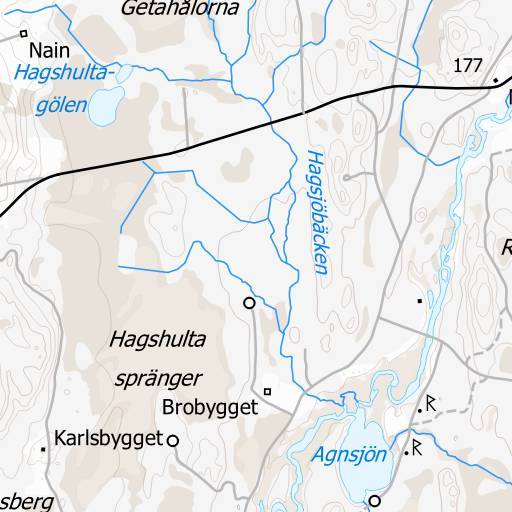 Getahålorna
Nain
177
Hagshulta-
gölen
Hagsjöbäcken
Hagshulta
spränger
Brobygget
Karlsbygget
Agnsjön
R
R
sberg